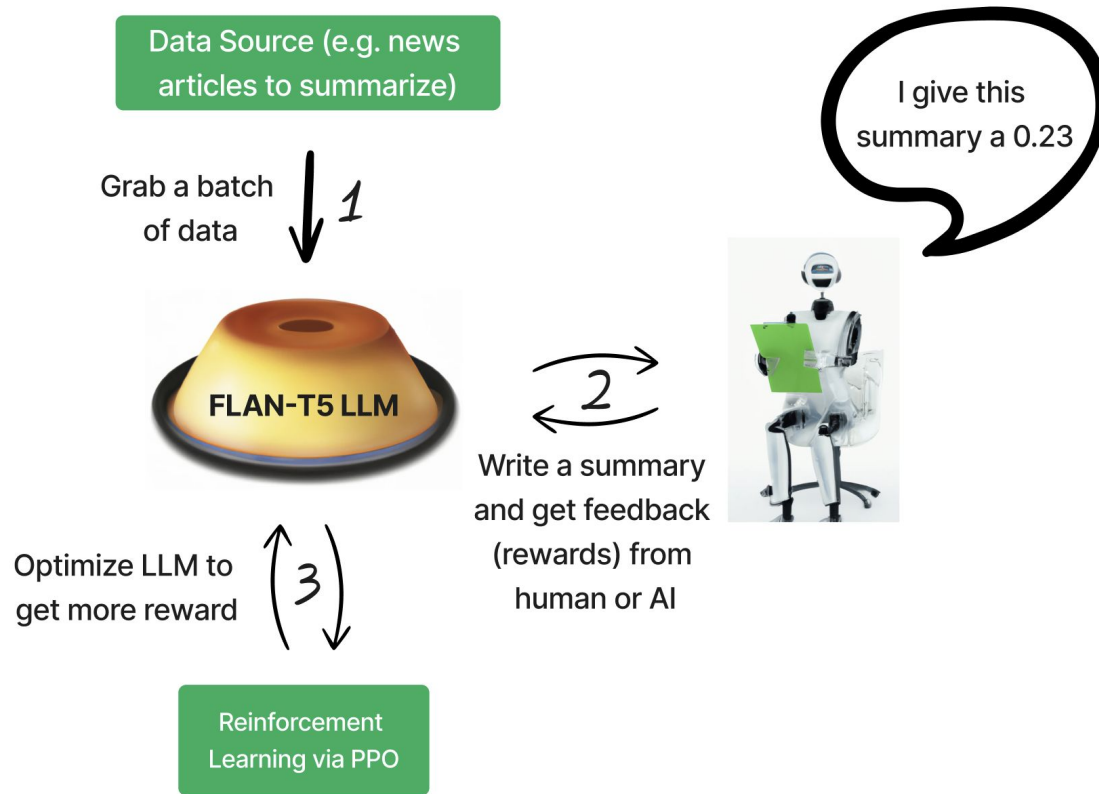 Data Source (e.g. news
articles to summarize)
I give this
summary a 0.23
Grab a batch
of data
1
FLAN-T5 LLM
2
Write a summary
and get feedback
(rewards) from
human or AI
Optimize LLM to
get more reward
3
Reinforcement
Learning via PPO